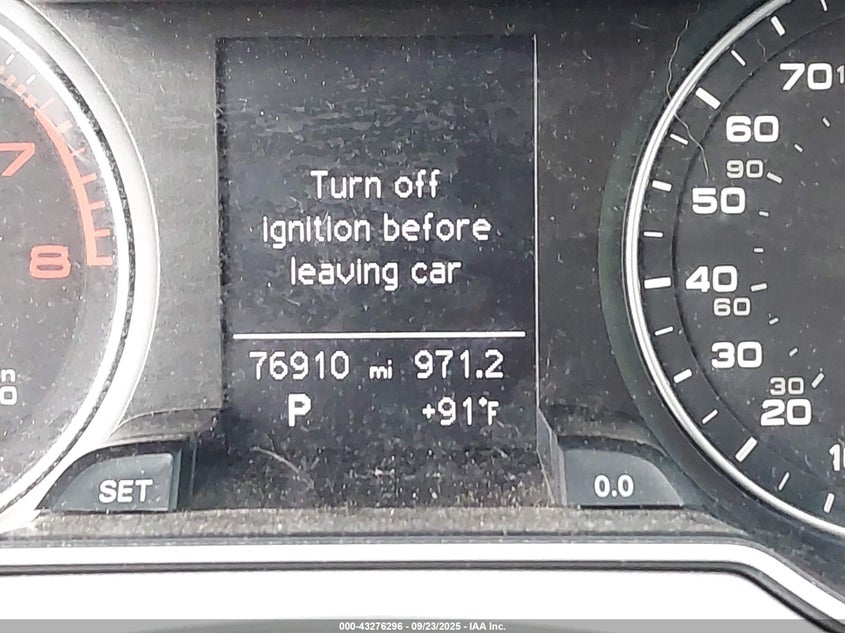 Turn off
ignition before
leaving car
76910 mi 971.2
P +91°F
SET
0.0
7
8
70
60
90
50
40
60
30
30
20
000-43276296 - 09/23/2025 - IAA Inc.